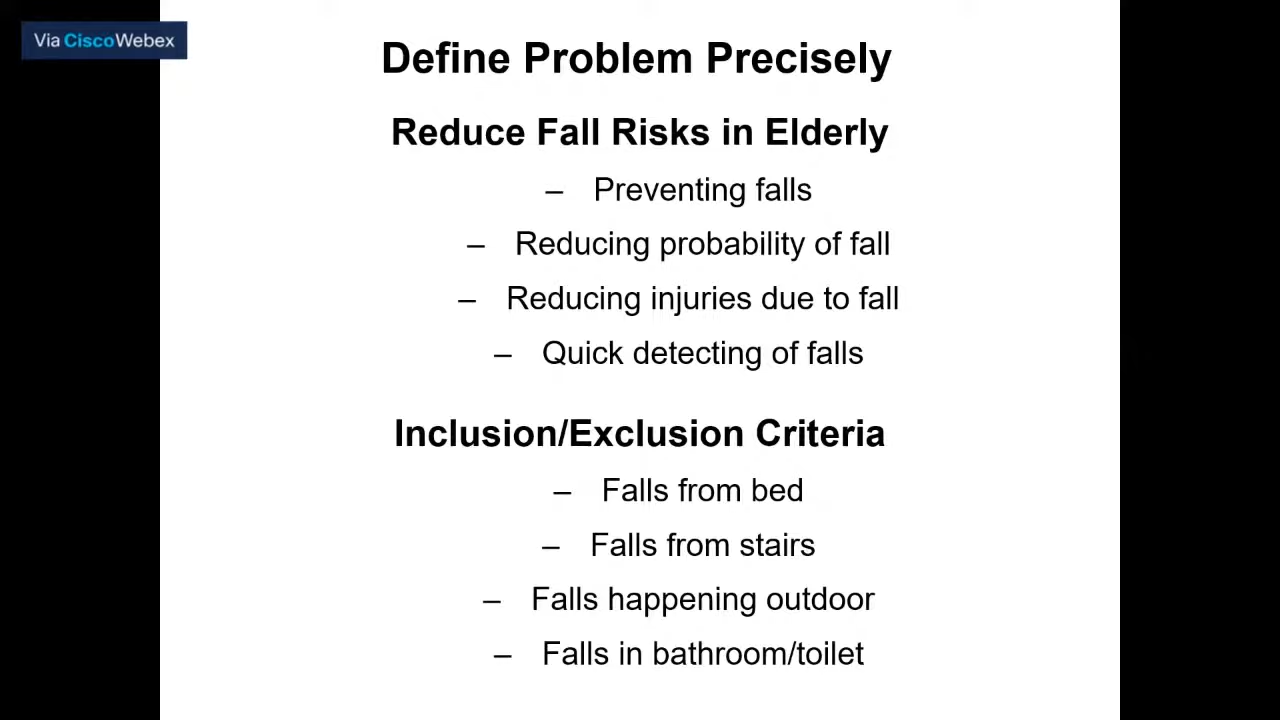 Via CiscoWebex
Define Problem Precisely
Reduce Fall Risks in Elderly
– Preventing falls
– Reducing probability of fall
– Reducing injuries due to fall
– Quick detecting of falls
Inclusion/Exclusion Criteria
– Falls from bed
– Falls from stairs
– Falls happening outdoor
– Falls in bathroom/toilet